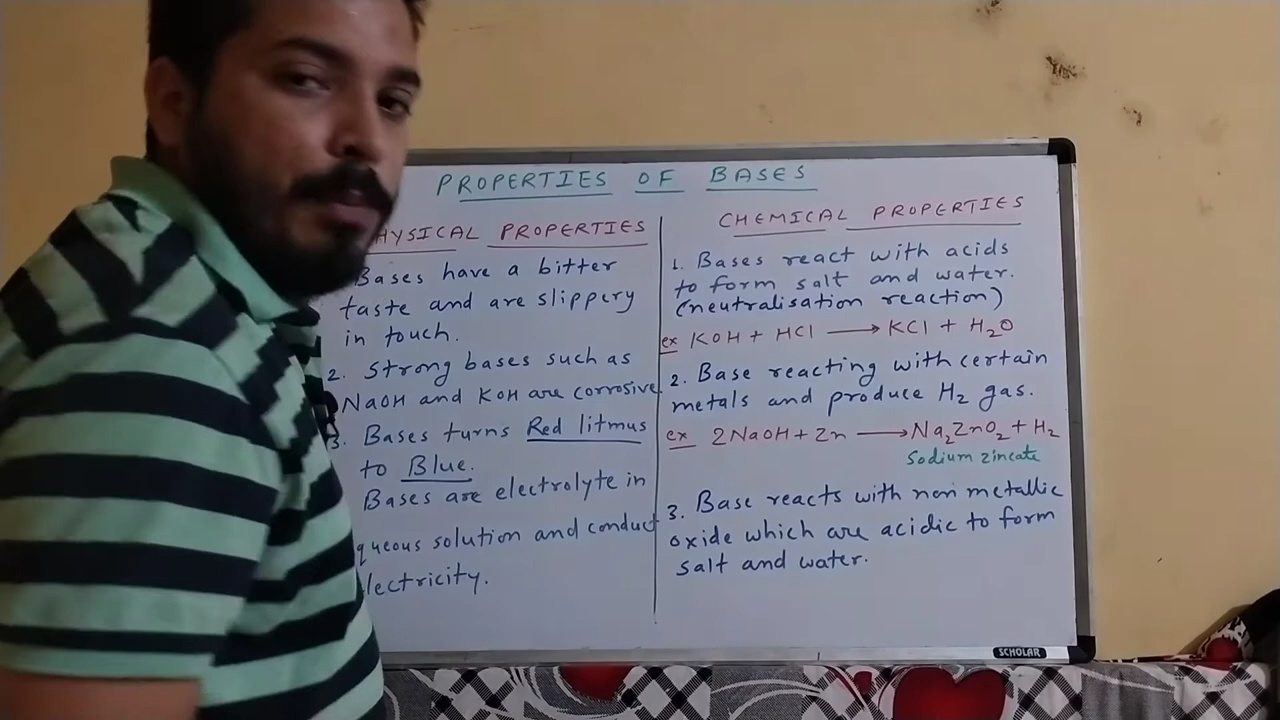 PROPERTIES OF BASES
HYSICAL PROPERTIES
Bases have a bitter
taste and are slippery
in touch.
2. Strong bases such as
NaOH and KOH are corrosive
3. Bases turns Red litmus
to Blue.
Bases are electrolyte in
queous solution and conduct
lectricity.
CHEMICAL PROPERTIES
1. Bases react with acids
to form salt and water.
(neutralisation reaction)
ex KOH + HCl ⟶ KCl + H₂O
2. Base reacting with certain
metals and produce H₂ gas.
ex 2NaOH + Zn ⟶ Na₂ZnO₂ + H₂
Sodium zincate
3. Base reacts with non metallic
oxide which are acidic to form
salt and water.
SCHOLAR